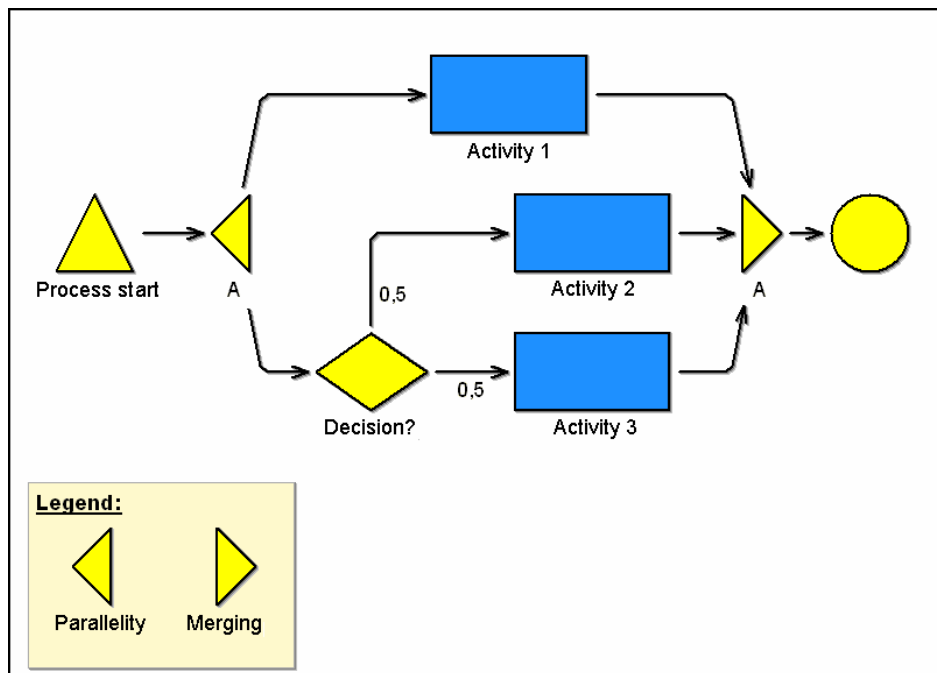 Activity 1
Process start
A
0,5
Activity 2
A
Decision?
0,5
Activity 3
Legend:
Parallelity
Merging